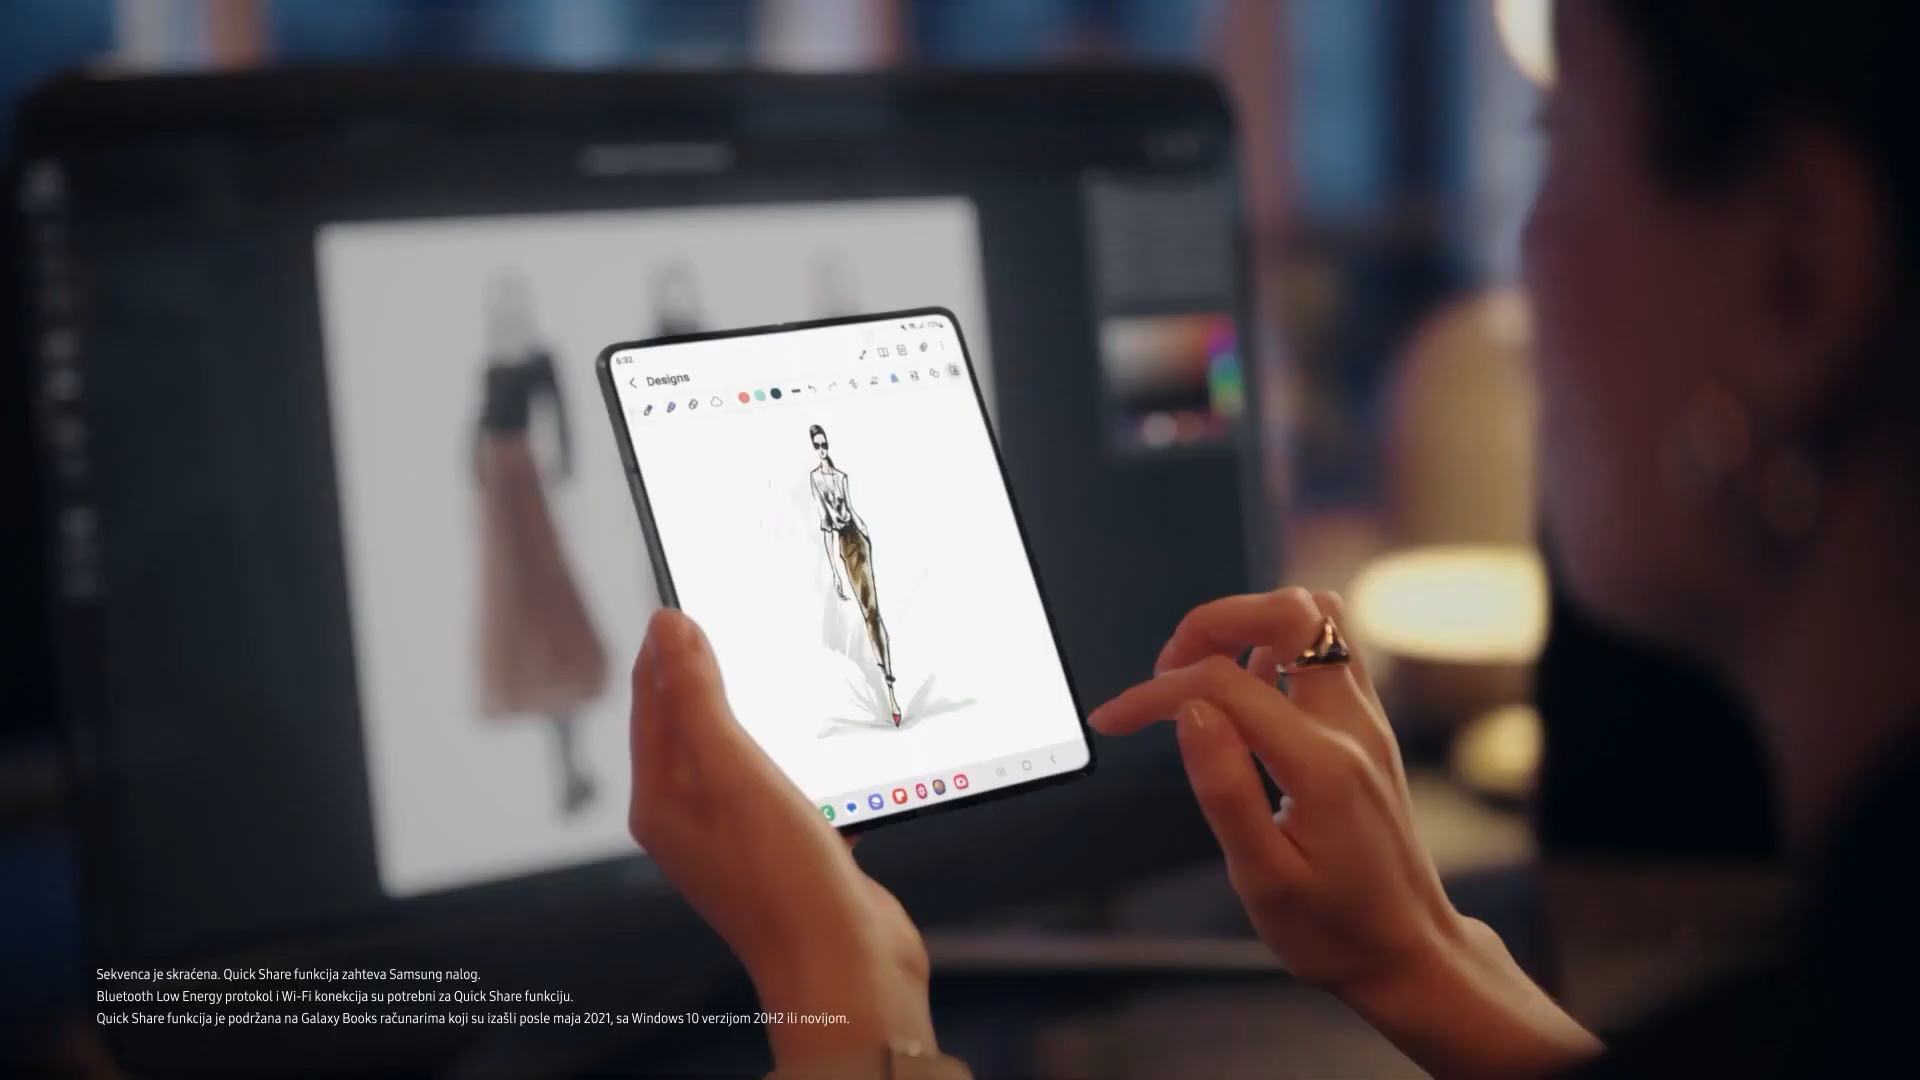 6:32
Designs
Sekvenca je skraćena. Quick Share funkcija zahteva Samsung nalog.
Bluetooth Low Energy protokol i Wi-Fi konekcija su potrebni za Quick Share funkciju.
Quick Share funkcija je podržana na Galaxy Books računarima koji su izašli posle maja 2021, sa Windows 10 verzijom 20H2 ili novijom.